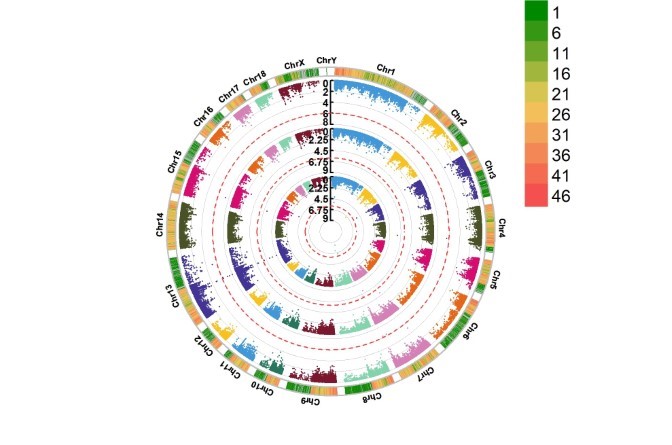 1
6
11
16
21
26
31
36
41
46
ChrY
Chr1
Chr2
Chr3
Chr4
Chr5
Chr6
Chr7
Chr8
Chr9
Chr10
Chr11
Chr12
Chr13
Chr14
Chr15
Chr16
Chr17
Chr18
ChrX
0
2
4
6
8
0
2.25
4.5
6.75
9
0
2.25
4.5
6.75
9